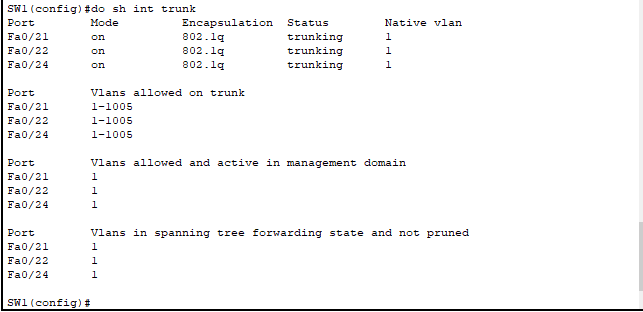 SW1(config)#do sh int trunk
Port        Mode         Encapsulation  Status        Native vlan
Fa0/21      on           802.1q         trunking      1
Fa0/22      on           802.1q         trunking      1
Fa0/24      on           802.1q         trunking      1

Port        Vlans allowed on trunk
Fa0/21      1-1005
Fa0/22      1-1005
Fa0/24      1-1005

Port        Vlans allowed and active in management domain
Fa0/21      1
Fa0/22      1
Fa0/24      1

Port        Vlans in spanning tree forwarding state and not pruned
Fa0/21      1
Fa0/22      1
Fa0/24      1

SW1(config)#